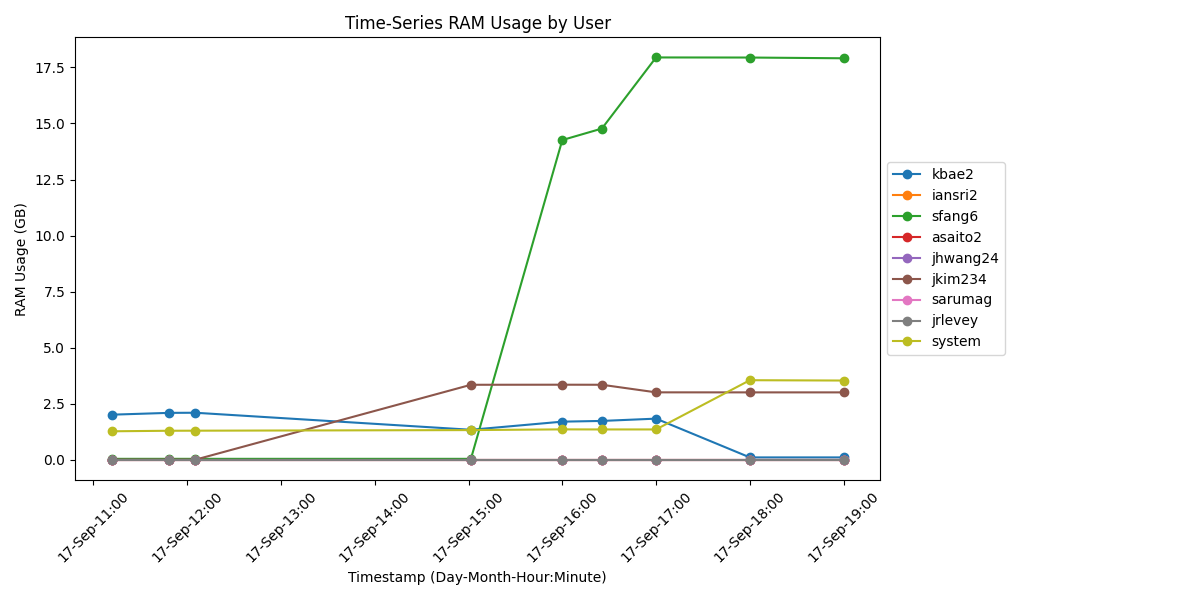 Time-Series RAM Usage by User
RAM Usage (GB)
17.5
15.0
12.5
10.0
7.5
5.0
2.5
0.0
17-Sep-11:00
17-Sep-12:00
17-Sep-13:00
17-Sep-14:00
17-Sep-15:00
17-Sep-16:00
17-Sep-17:00
17-Sep-18:00
17-Sep-19:00
Timestamp (Day-Month-Hour:Minute)
kbae2
iansri2
sfang6
asaito2
jhwang24
jkim234
sarumag
jrlevey
system